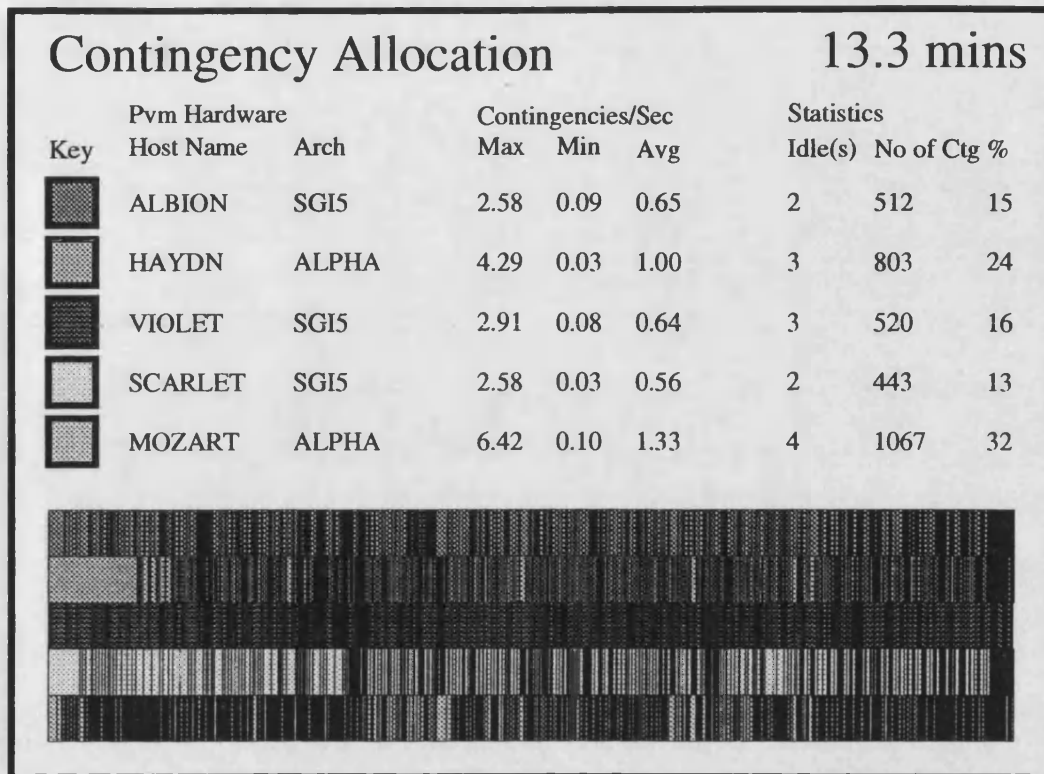 Contingency Allocation 13.3 mins
Pvm Hardware Contingencies/Sec Statistics
Key Host Name Arch Max Min Avg Idle(s) No of Ctg %
ALBION SGI5 2.58 0.09 0.65 2 512 15
HAYDN ALPHA 4.29 0.03 1.00 3 803 24
VIOLET SGI5 2.91 0.08 0.64 3 520 16
SCARLET SGI5 2.58 0.03 0.56 2 443 13
MOZART ALPHA 6.42 0.10 1.33 4 1067 32